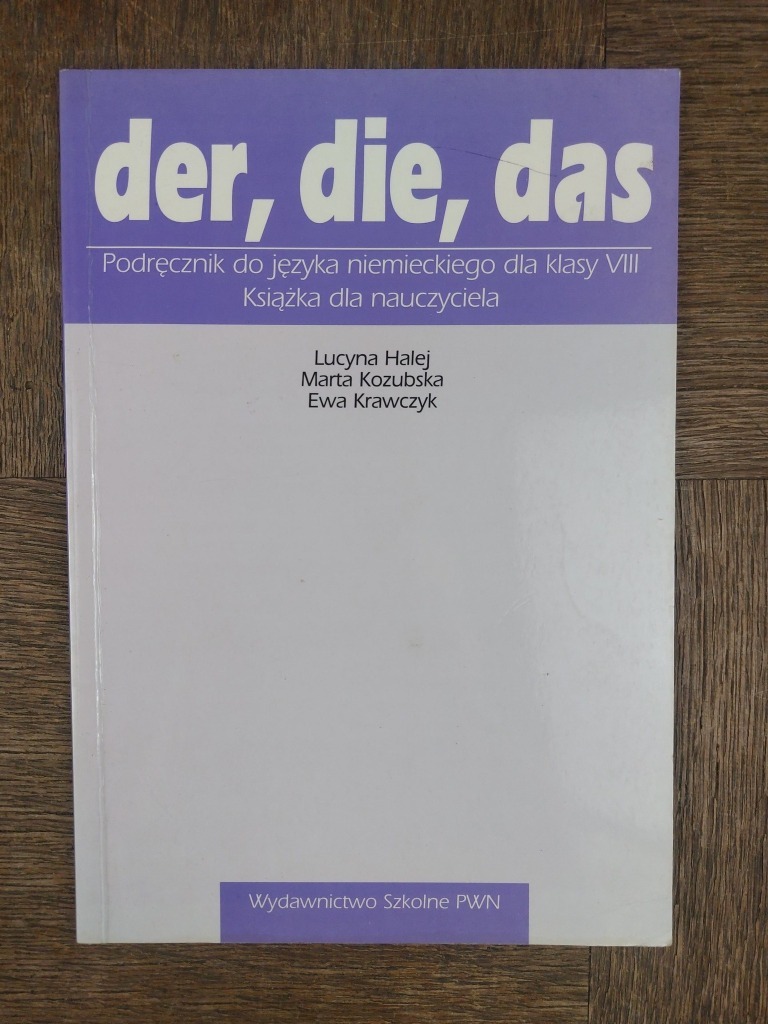 der, die, das
Podręcznik do języka niemieckiego dla klasy VIII
Książka dla nauczyciela
Lucyna Halej
Marta Kozubska
Ewa Krawczyk
Wydawnictwo Szkolne PWN